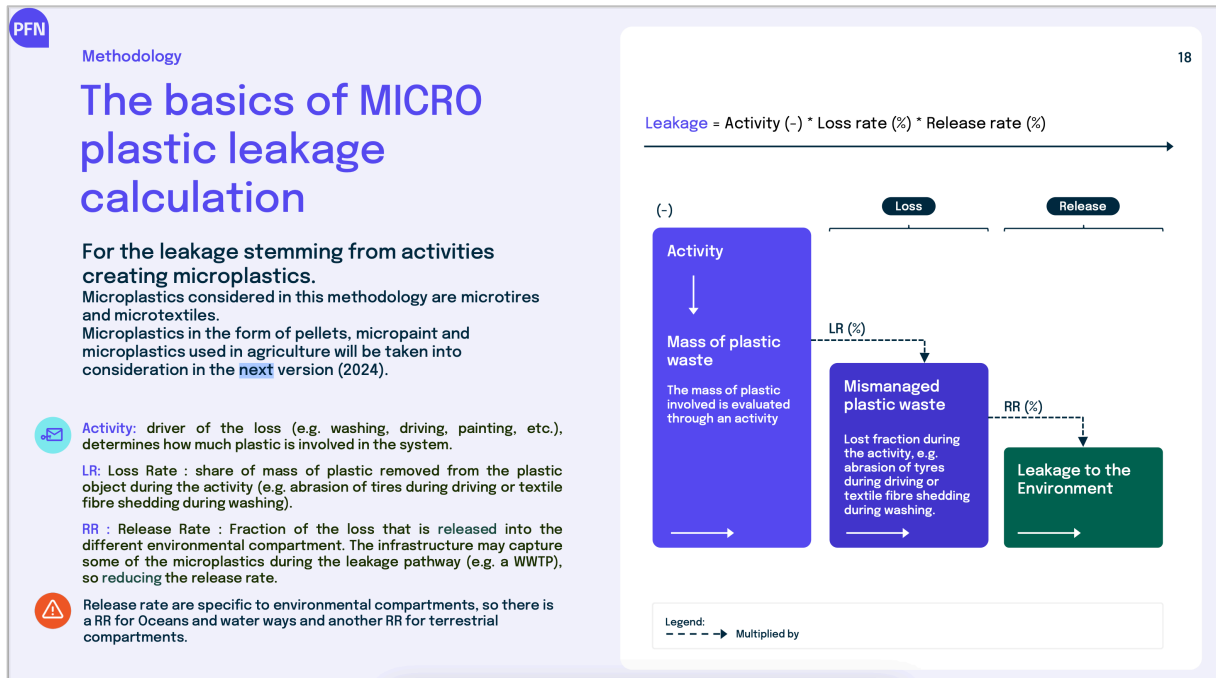 PFN
Methodology
The basics of MICRO
plastic leakage
calculation
For the leakage stemming from activities
creating microplastics.
Microplastics considered in this methodology are microtires
and microtextiles.
Microplastics in the form of pellets, micropaint and
microplastics used in agriculture will be taken into
consideration in the next version (2024).
Activity: driver of the loss (e.g. washing, driving, painting, etc.),
determines how much plastic is involved in the system.
LR: Loss Rate : share of mass of plastic removed from the plastic
object during the activity (e.g. abrasion of tires during driving or textile
fibre shedding during washing).
RR : Release Rate : Fraction of the loss that is released into the
different environmental compartment. The infrastructure may capture
some of the microplastics during the leakage pathway (e.g. a WWTP),
so reducing the release rate.
Release rate are specific to environmental compartments, so there is
a RR for Oceans and water ways and another RR for terrestrial
compartments.
18
Leakage = Activity (-) * Loss rate (%) * Release rate (%)
(-)
Loss
Release
Activity
Mass of plastic
waste
The mass of plastic
involved is evaluated
through an activity
LR (%)
Mismanaged
plastic waste
Lost fraction during
the activity, e.g.
abrasion of tyres
during driving or
textile fibre shedding
during washing.
RR (%)
Leakage to the
Environment
Legend:
Multiplied by